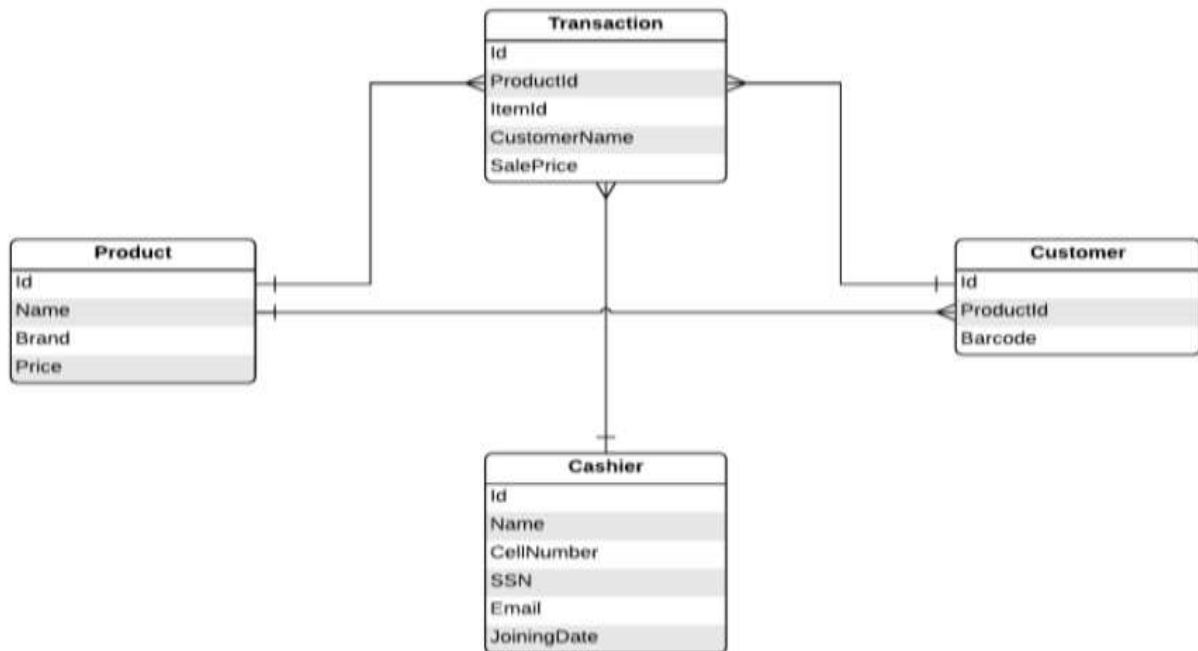 Transaction
Id
ProductId
ItemId
CustomerName
SalePrice
Product
Id
Name
Brand
Price
Customer
Id
ProductId
Barcode
Cashier
Id
Name
CellNumber
SSN
Email
JoiningDate